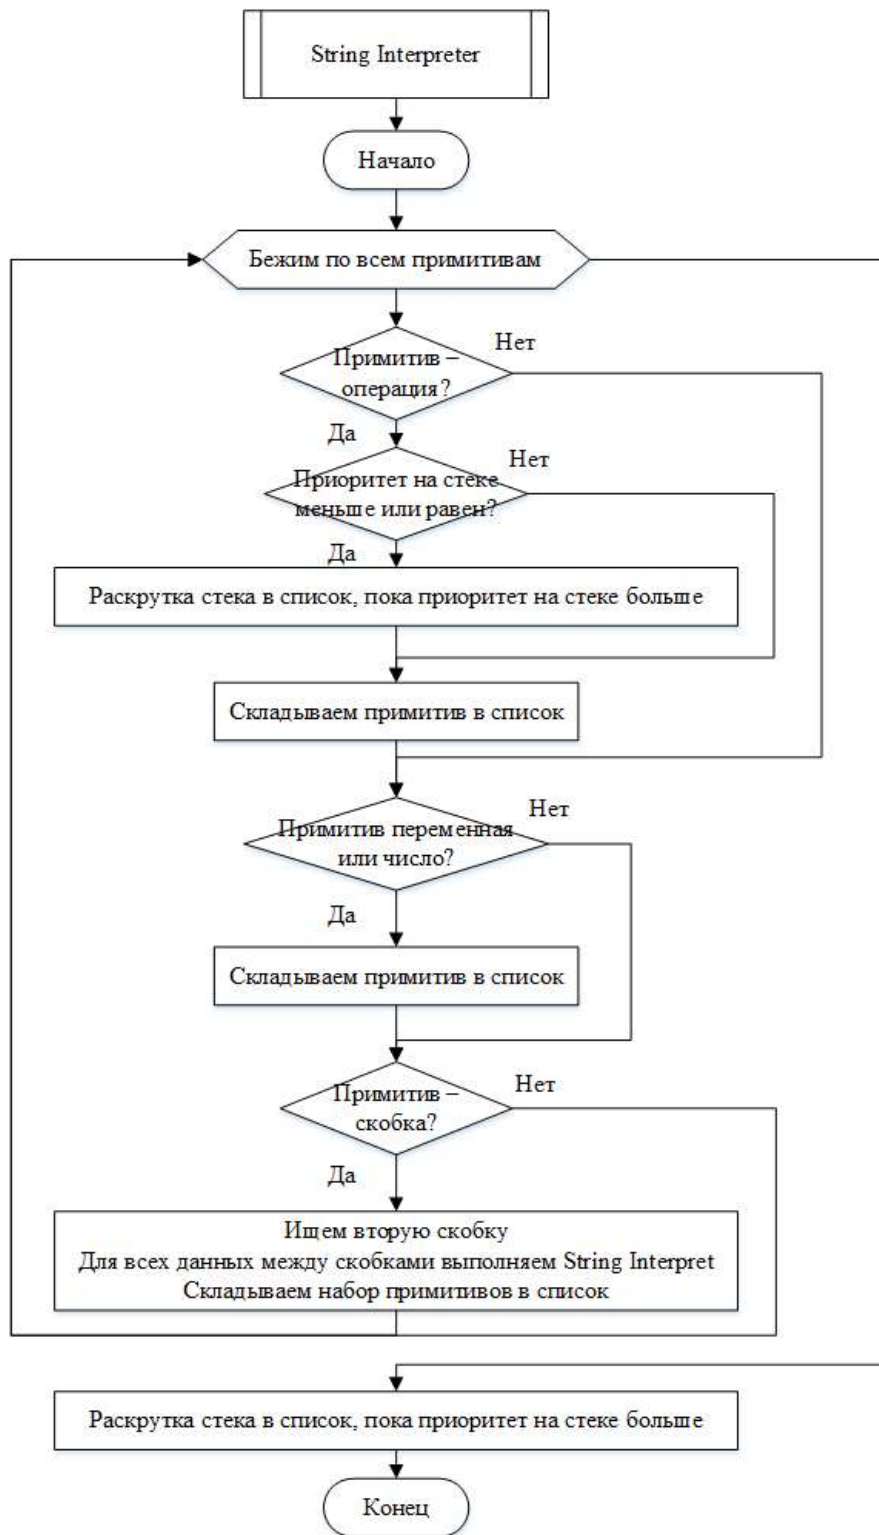 String Interpreter
Начало
Бежим по всем примитивам
Нет
Примитив –
операция?
Да
Нет
Приоритет на стеке
меньше или равен?
Да
Раскрутка стека в список, пока приоритет на стеке больше
Складываем примитив в список
Нет
Примитив переменная
или число?
Да
Складываем примитив в список
Нет
Примитив –
скобка?
Да
Ищем вторую скобку
Для всех данных между скобками выполняем String Interpret
Складываем набор примитивов в список
Раскрутка стека в список, пока приоритет на стеке больше
Конец